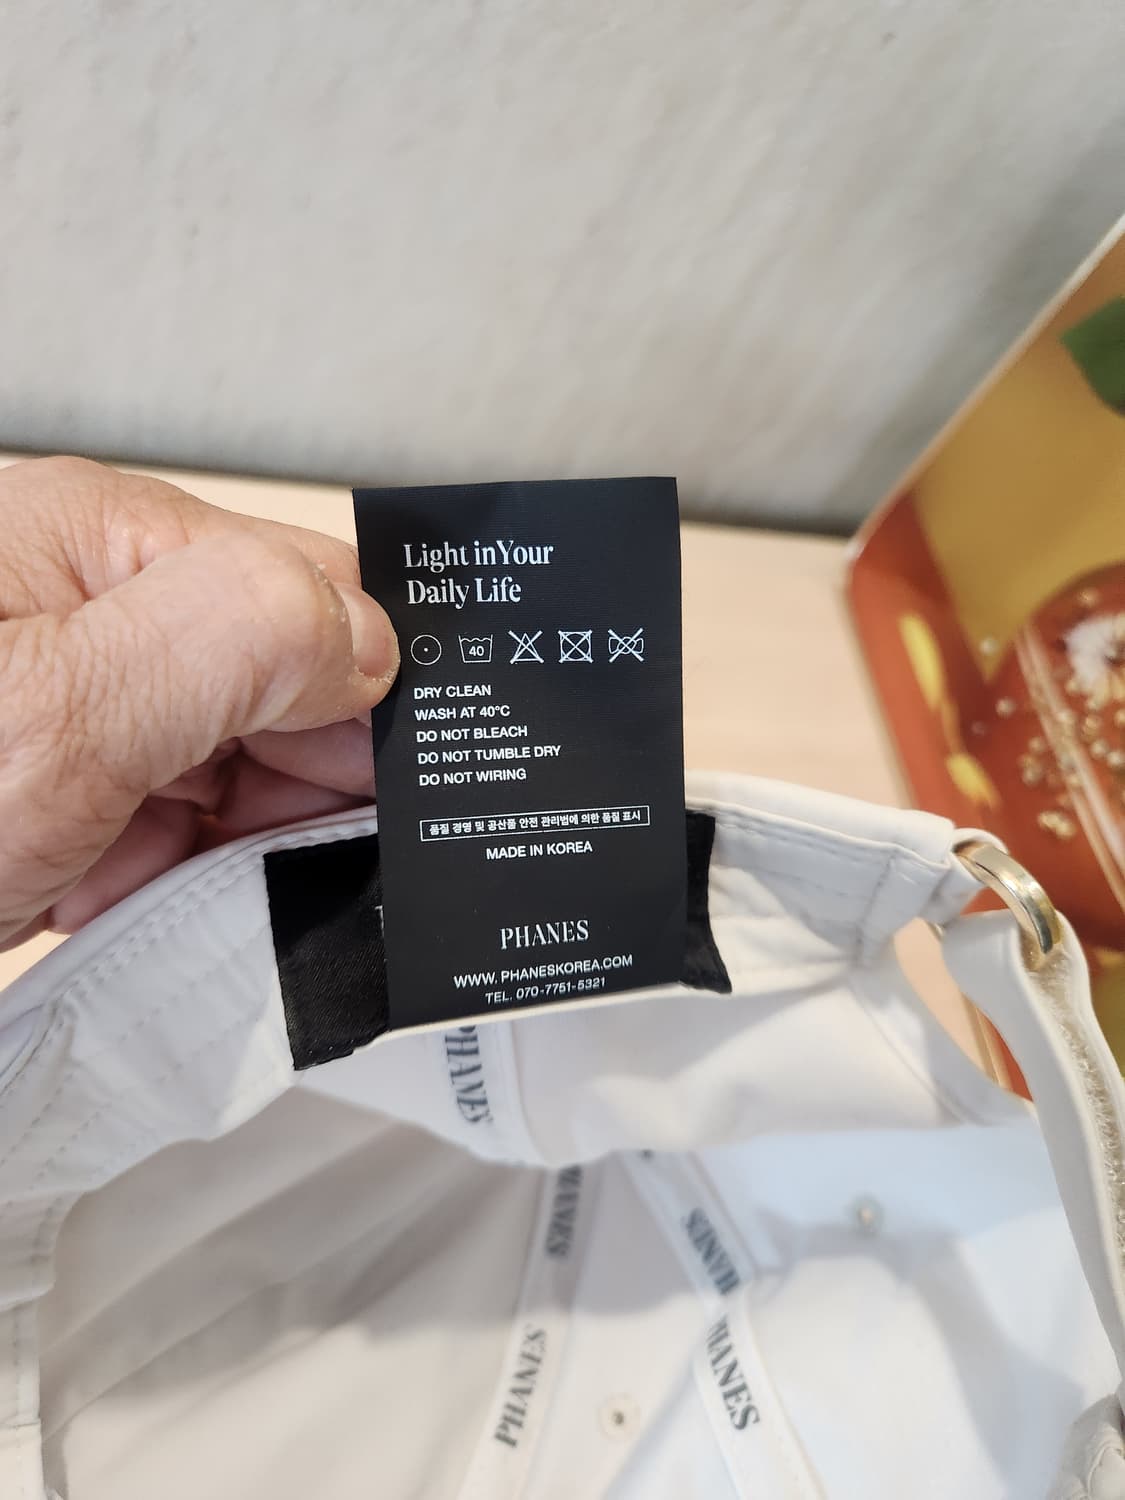 Light in Your
Daily Life
40
DRY CLEAN
WASH AT 40°C
DO NOT BLEACH
DO NOT TUMBLE DRY
DO NOT WIRING
품질 경영 및 공산품 안전 관리법에 의한 품질 표시
MADE IN KOREA
PHANES
WWW. PHANESKOREA.COM
TEL. 070-7751-5321
PHANES
PHANES
PHANES